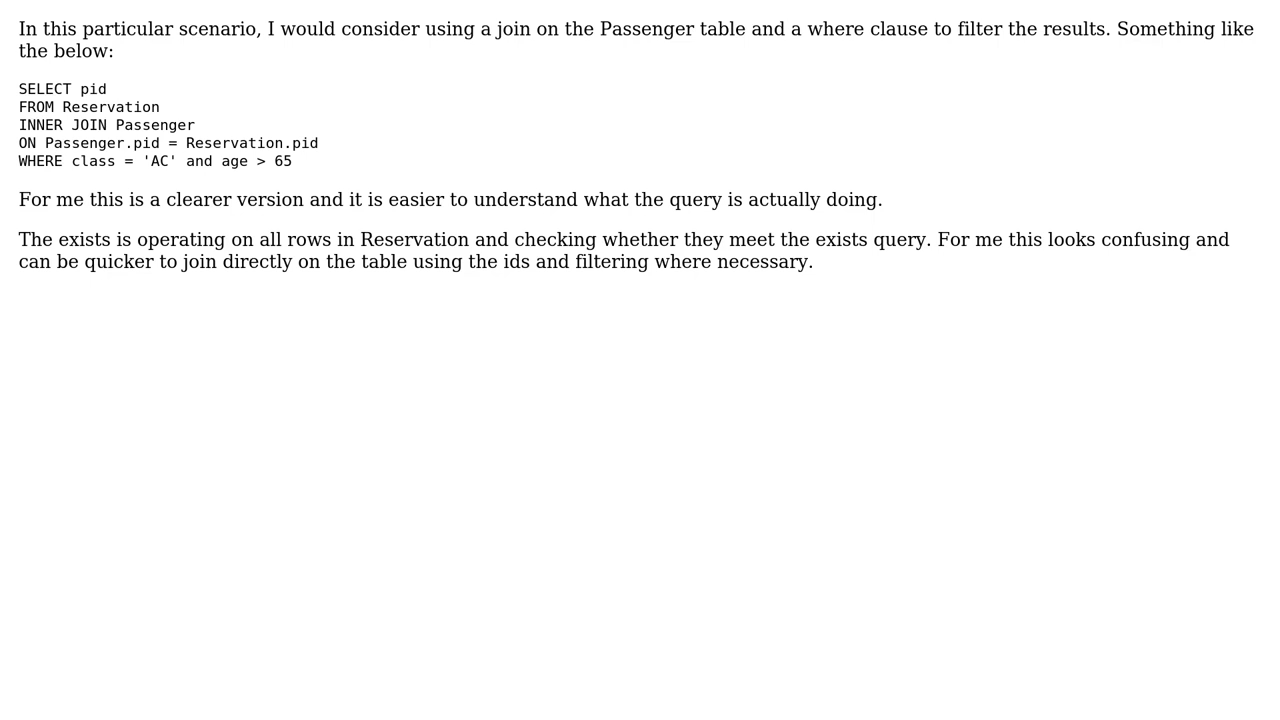 In this particular scenario, I would consider using a join on the Passenger table and a where clause to filter the results. Something like
the below:
SELECT pid
FROM Reservation
INNER JOIN Passenger
ON Passenger.pid = Reservation.pid
WHERE class = 'AC' and age > 65
For me this is a clearer version and it is easier to understand what the query is actually doing.
The exists is operating on all rows in Reservation and checking whether they meet the exists query. For me this looks confusing and
can be quicker to join directly on the table using the ids and filtering where necessary.